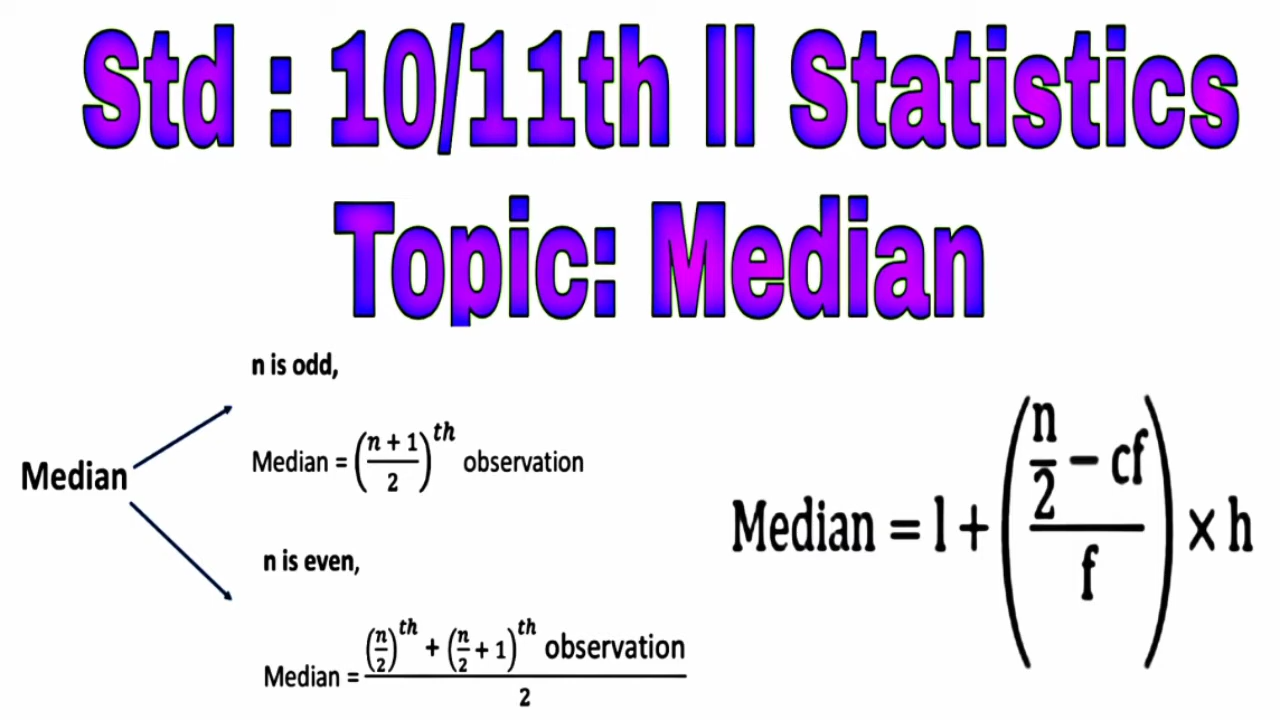 Std : 10/11th II Statistics
Topic: Median
n is odd,
Median = ((n + 1)/2)^th observation
Median
n is even,
Median = ((n/2)^th + (n/2 + 1)^th observation)/2
Median = l + ((n/2 − cf)/f) × h